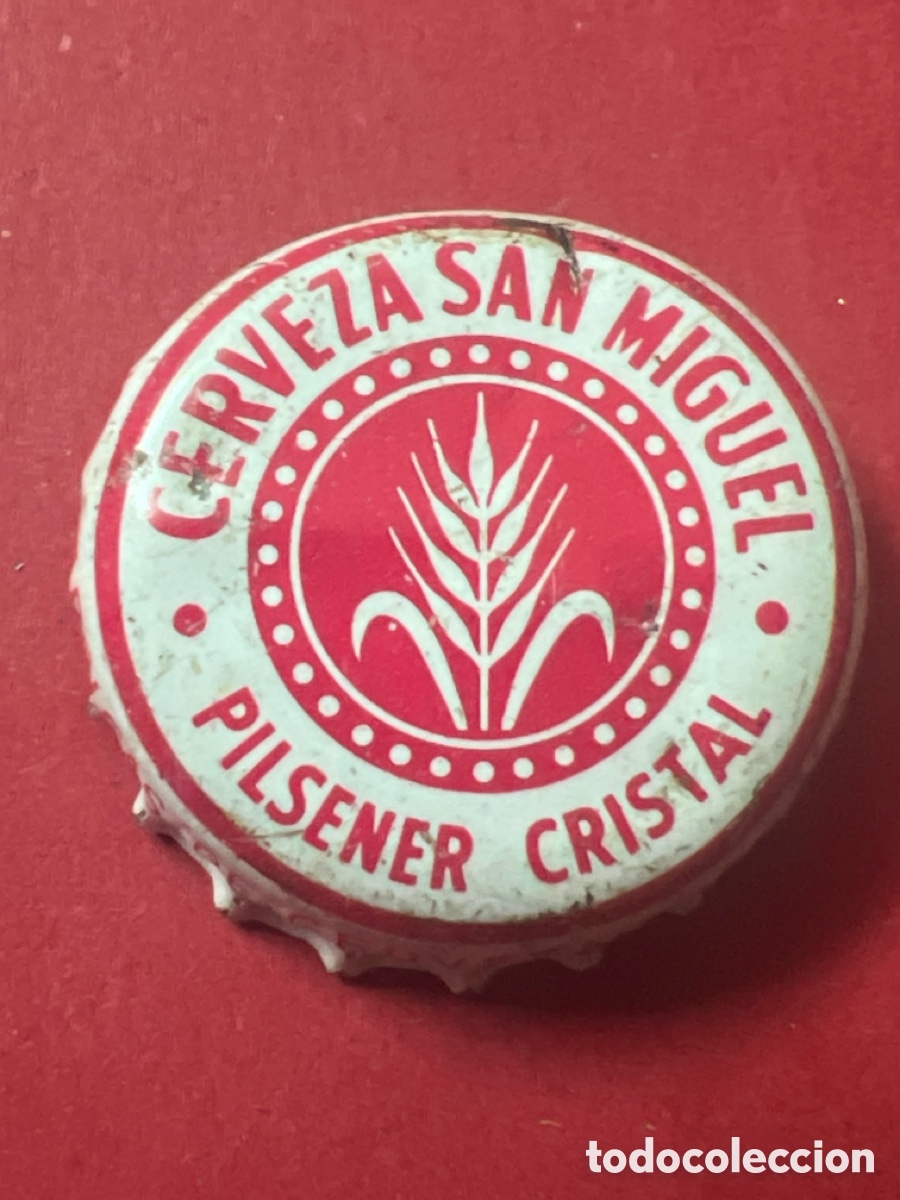 CERVEZA SAN MIGUEL
PILSENER CRISTAL
todocoleccion